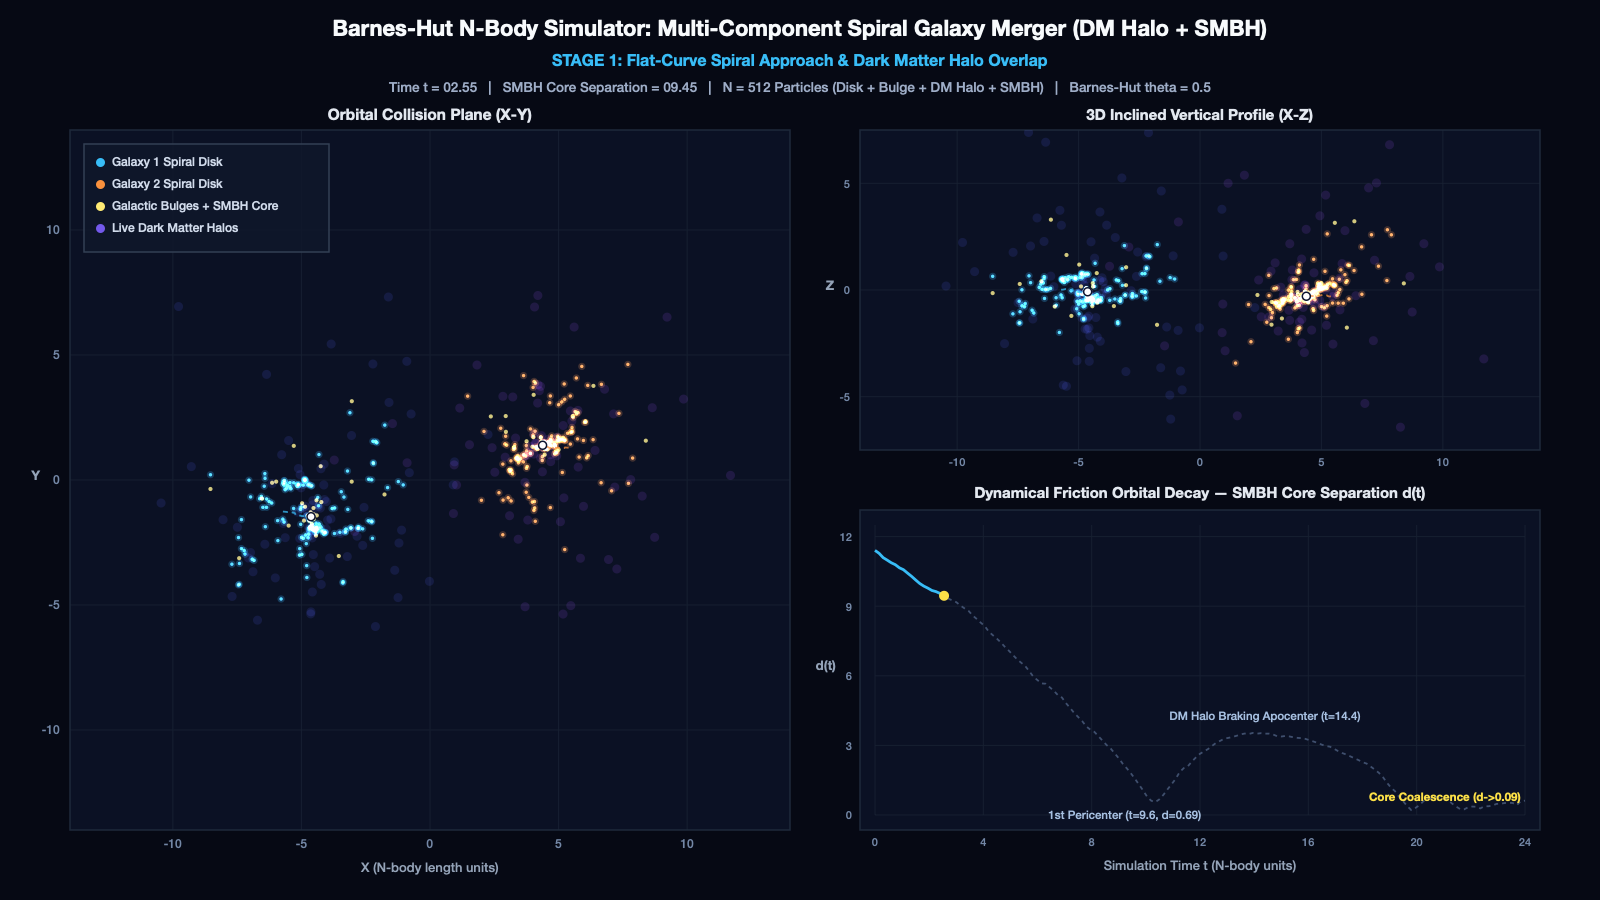 Barnes-Hut N-Body Simulator: Multi-Component Spiral Galaxy Merger (DM Halo + SMBH)
STAGE 1: Flat-Curve Spiral Approach & Dark Matter Halo Overlap
Time t = 02.55 | SMBH Core Separation = 09.45 | N = 512 Particles (Disk + Bulge + DM Halo + SMBH) | Barnes-Hut theta = 0.5
Orbital Collision Plane (X-Y)
Galaxy 1 Spiral Disk
Galaxy 2 Spiral Disk
Galactic Bulges + SMBH Core
Live Dark Matter Halos
10
5
0
-5
-10
Y
-10 -5 0 5 10
X (N-body length units)
3D Inclined Vertical Profile (X-Z)
5
0
-5
Z
-10 -5 0 5 10
Dynamical Friction Orbital Decay — SMBH Core Separation d(t)
12
9
6
3
0
d(t)
DM Halo Braking Apocenter (t=14.4)
Core Coalescence (d->0.09)
1st Pericenter (t=9.6, d=0.69)
0 4 8 12 16 20 24
Simulation Time t (N-body units)